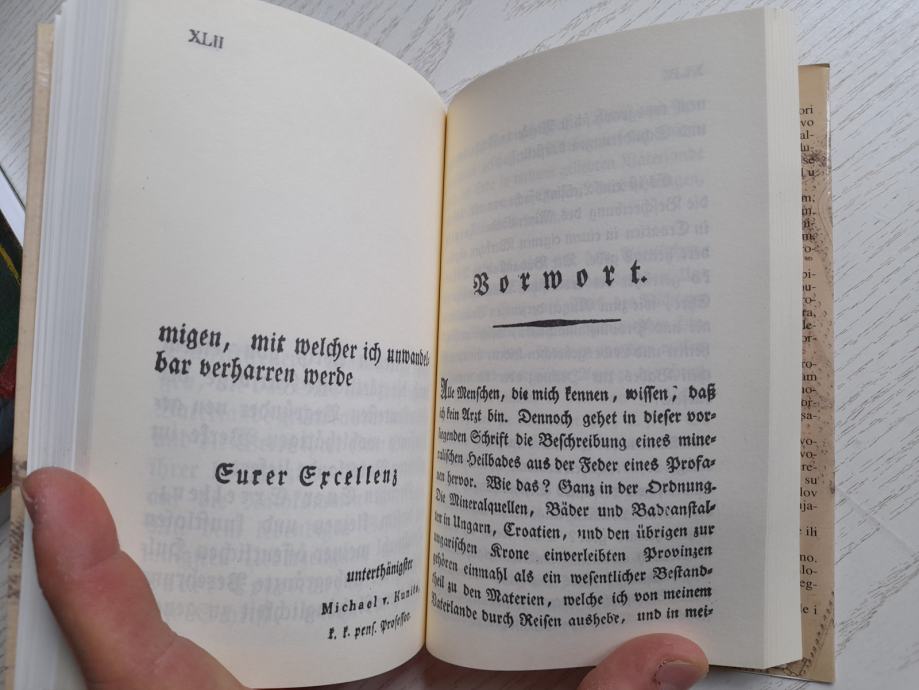 XLII
migen, mit welcher ich unwandel-
bar verharren werde
Eurer Excellenz
unterthänigster
Michael v. Kunits,
k. k. pens. Professor.
Vorwort.
Alle Menschen, die mich kennen, wissen, daß
ich kein Arzt bin. Dennoch gehet in dieser vor-
liegenden Schrift die Beschreibung eines mine-
ralischen Heilbades aus der Feder eines Profa-
nen hervor. Wie das? Ganz in der Ordnung.
Die Mineralquellen, Bäder und Badeanstal-
ten in Ungarn, Croatien, und den übrigen zur
ungarischen Krone einverleibten Provinzen
gehören einmahl als ein wesentlicher Bestand-
theil zu den Materien, welche ich von meinem
Vaterlande durch Reisen aushebe, und in mei-